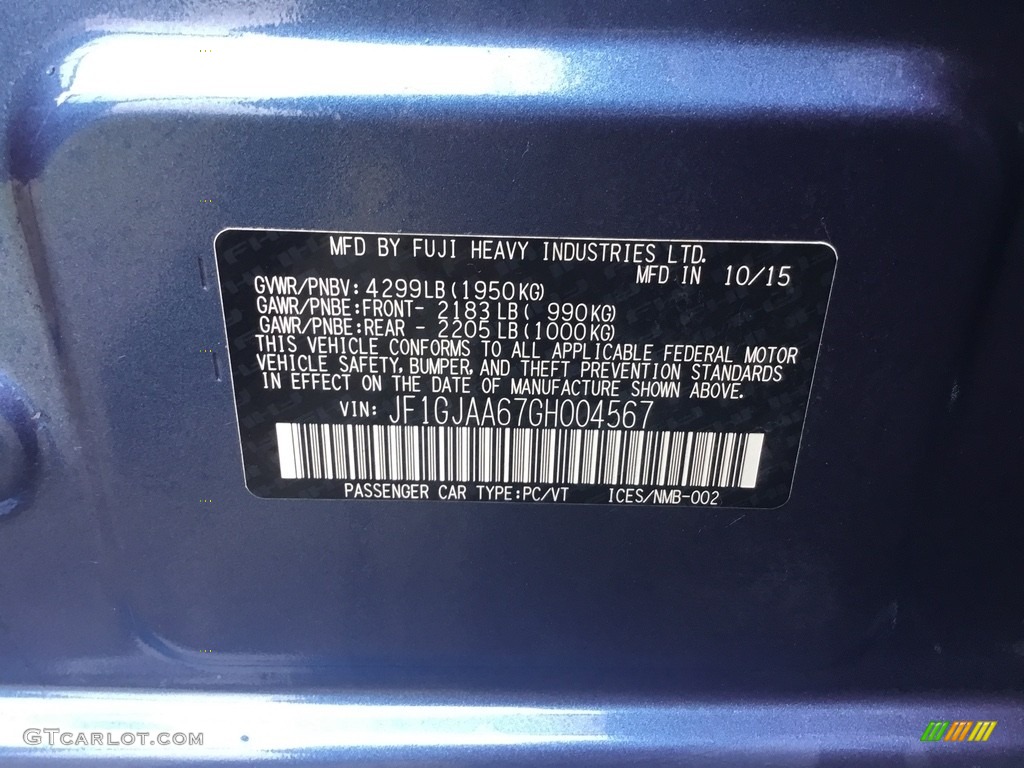 MFD BY FUJI HEAVY INDUSTRIES LTD.
MFD IN 10/15
GVWR/PNBV: 4299LB(1950KG)
GAWR/PNBE:FRONT- 2183LB( 990KG)
GAWR/PNBE:REAR - 2205LB(1000KG)
THIS VEHICLE CONFORMS TO ALL APPLICABLE FEDERAL MOTOR
VEHICLE SAFETY, BUMPER, AND THEFT PREVENTION STANDARDS
IN EFFECT ON THE DATE OF MANUFACTURE SHOWN ABOVE.
VIN: JF1GJAA67GH004567
PASSENGER CAR TYPE:PC/VT ICES/NMB-002
GTCARLOT.COM